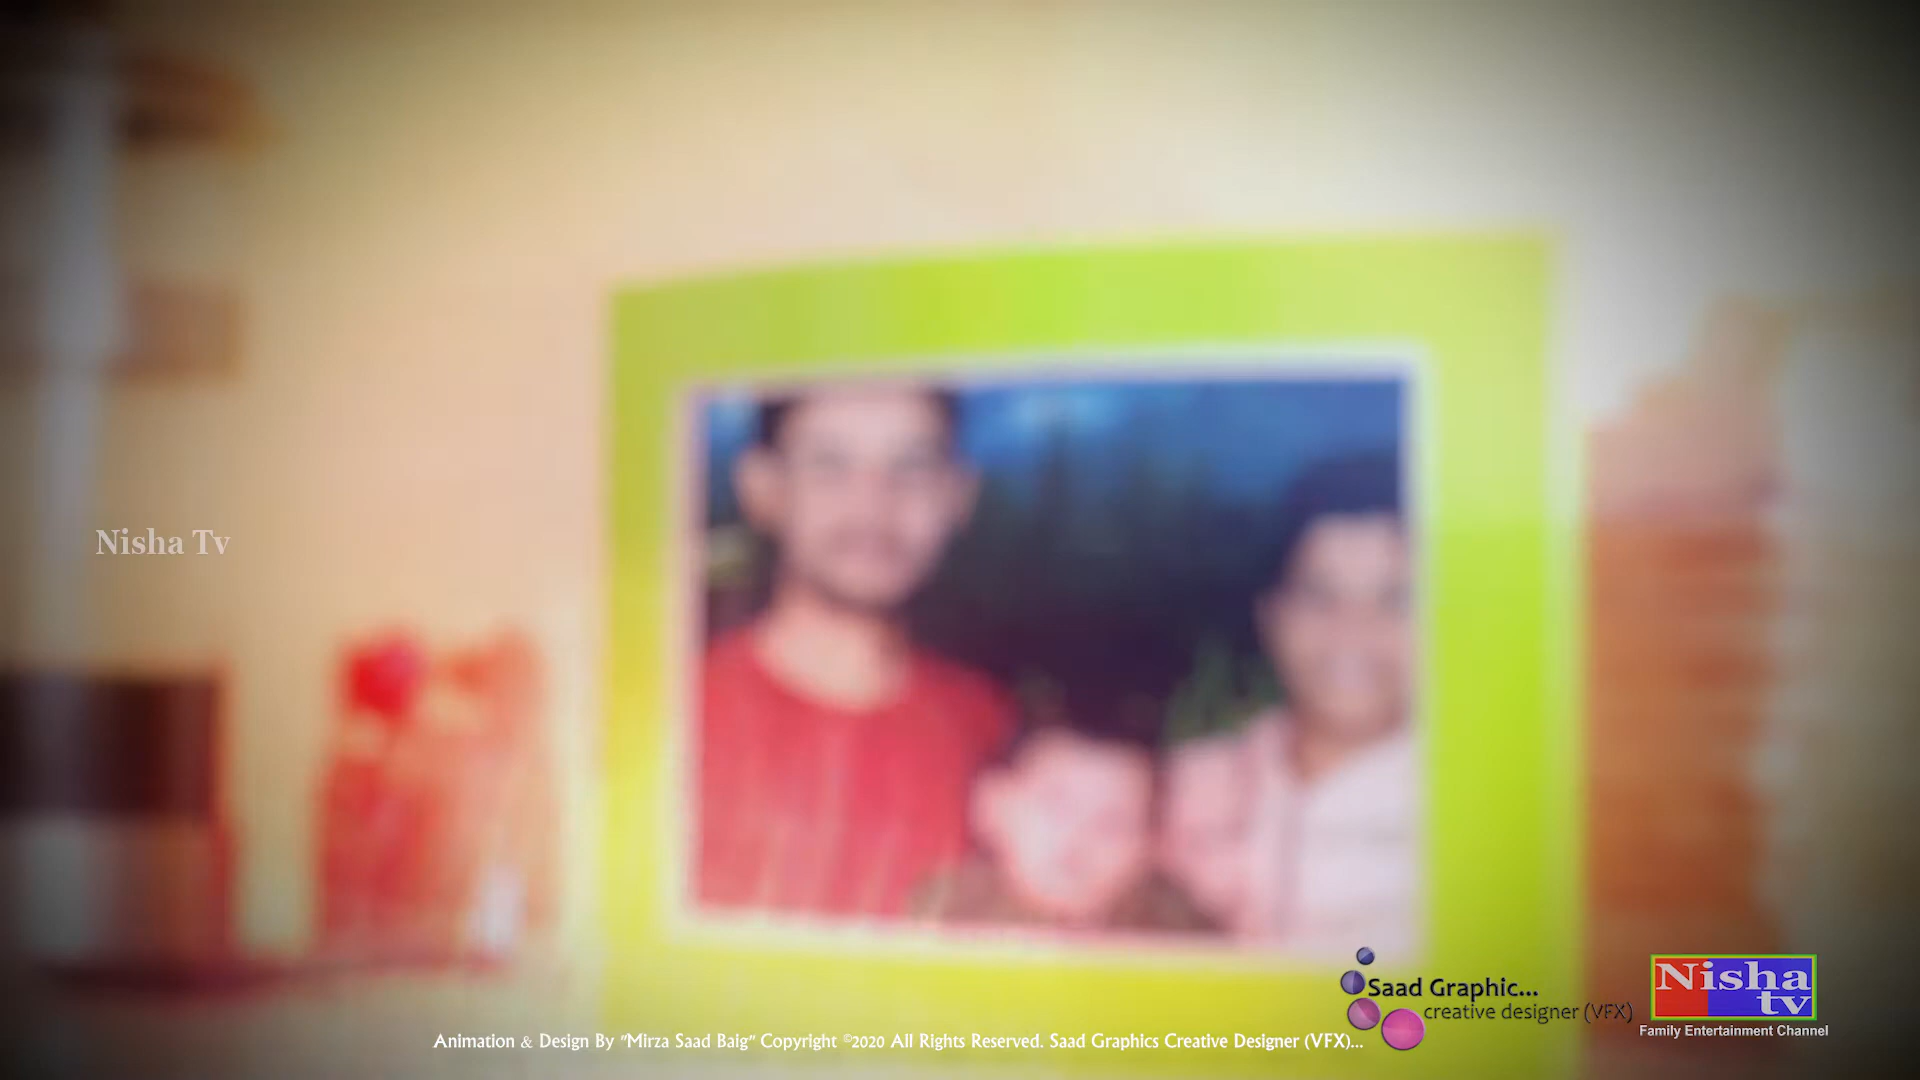 Nisha Tv
Saad Graphic...
creative designer (VFX)
Nisha
tv
Family Entertainment Channel
Animation & Design By "Mirza Saad Baig" Copyright ©2020 All Rights Reserved. Saad Graphics Creative Designer (VFX)...